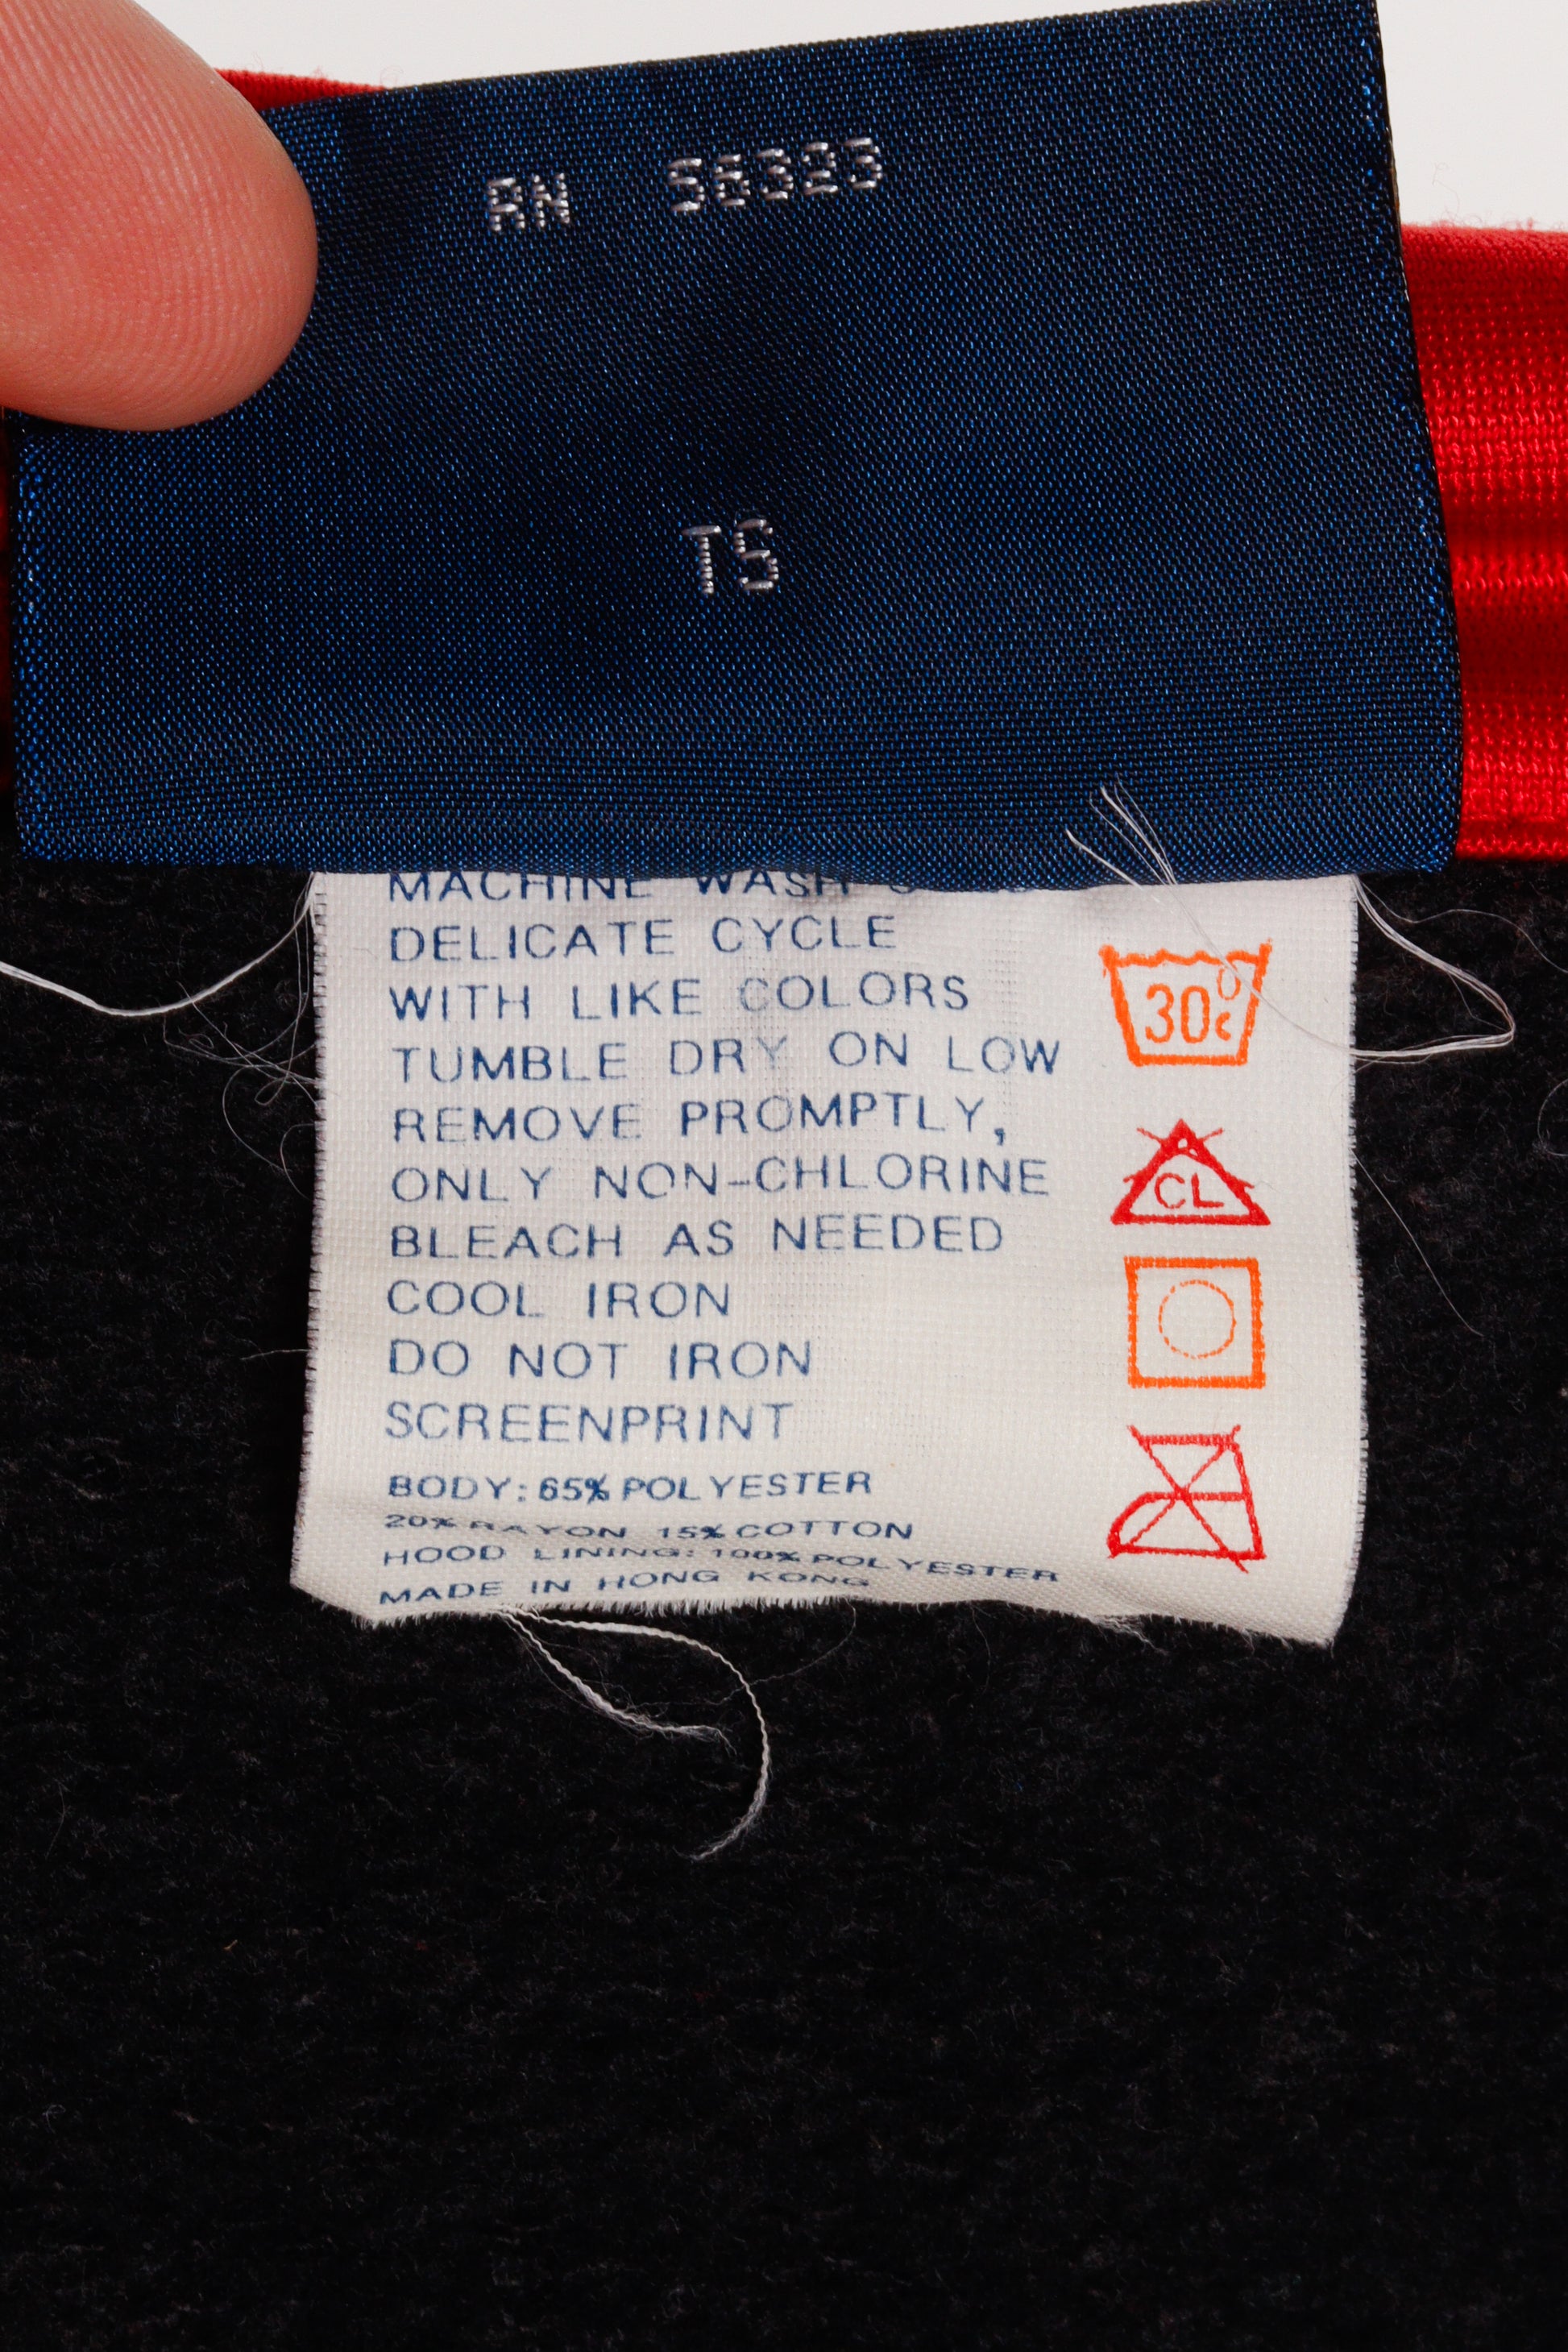 RN 56323
TS
MACHINE WASH
DELICATE CYCLE
WITH LIKE COLORS
TUMBLE DRY ON LOW
REMOVE PROMPTLY,
ONLY NON-CHLORINE
BLEACH AS NEEDED
COOL IRON
DO NOT IRON
SCREENPRINT
BODY: 65% POLYESTER
20% RAYON 15% COTTON
HOOD LINING: 100% POLYESTER
MADE IN HONG KONG
30°c
CL